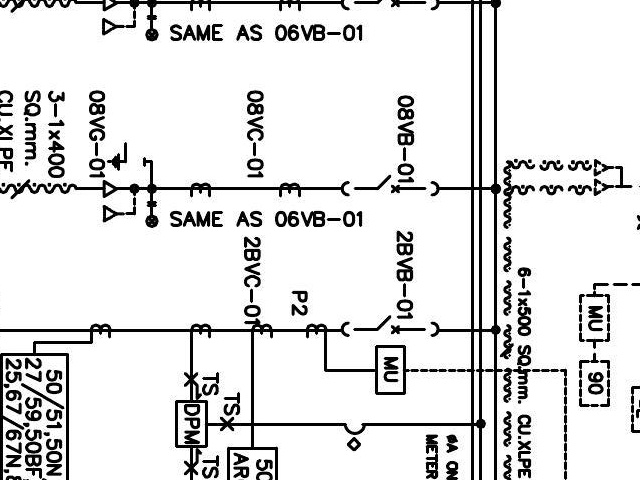 SAME AS 06VB-01
3-1x400
SQ.mm.
CU.XLPE
08VG-01
08VC-01
08VB-01
SAME AS 06VB-01
2BVC-01
P2
2BVB-01
6-1x500 SQ.mm. CU.XLPE
MU
90
MU
TS
TS
DPM
TS
50/51,50N
27/59,50BF
25,67/67N,
50
AR
ØA ON
METER